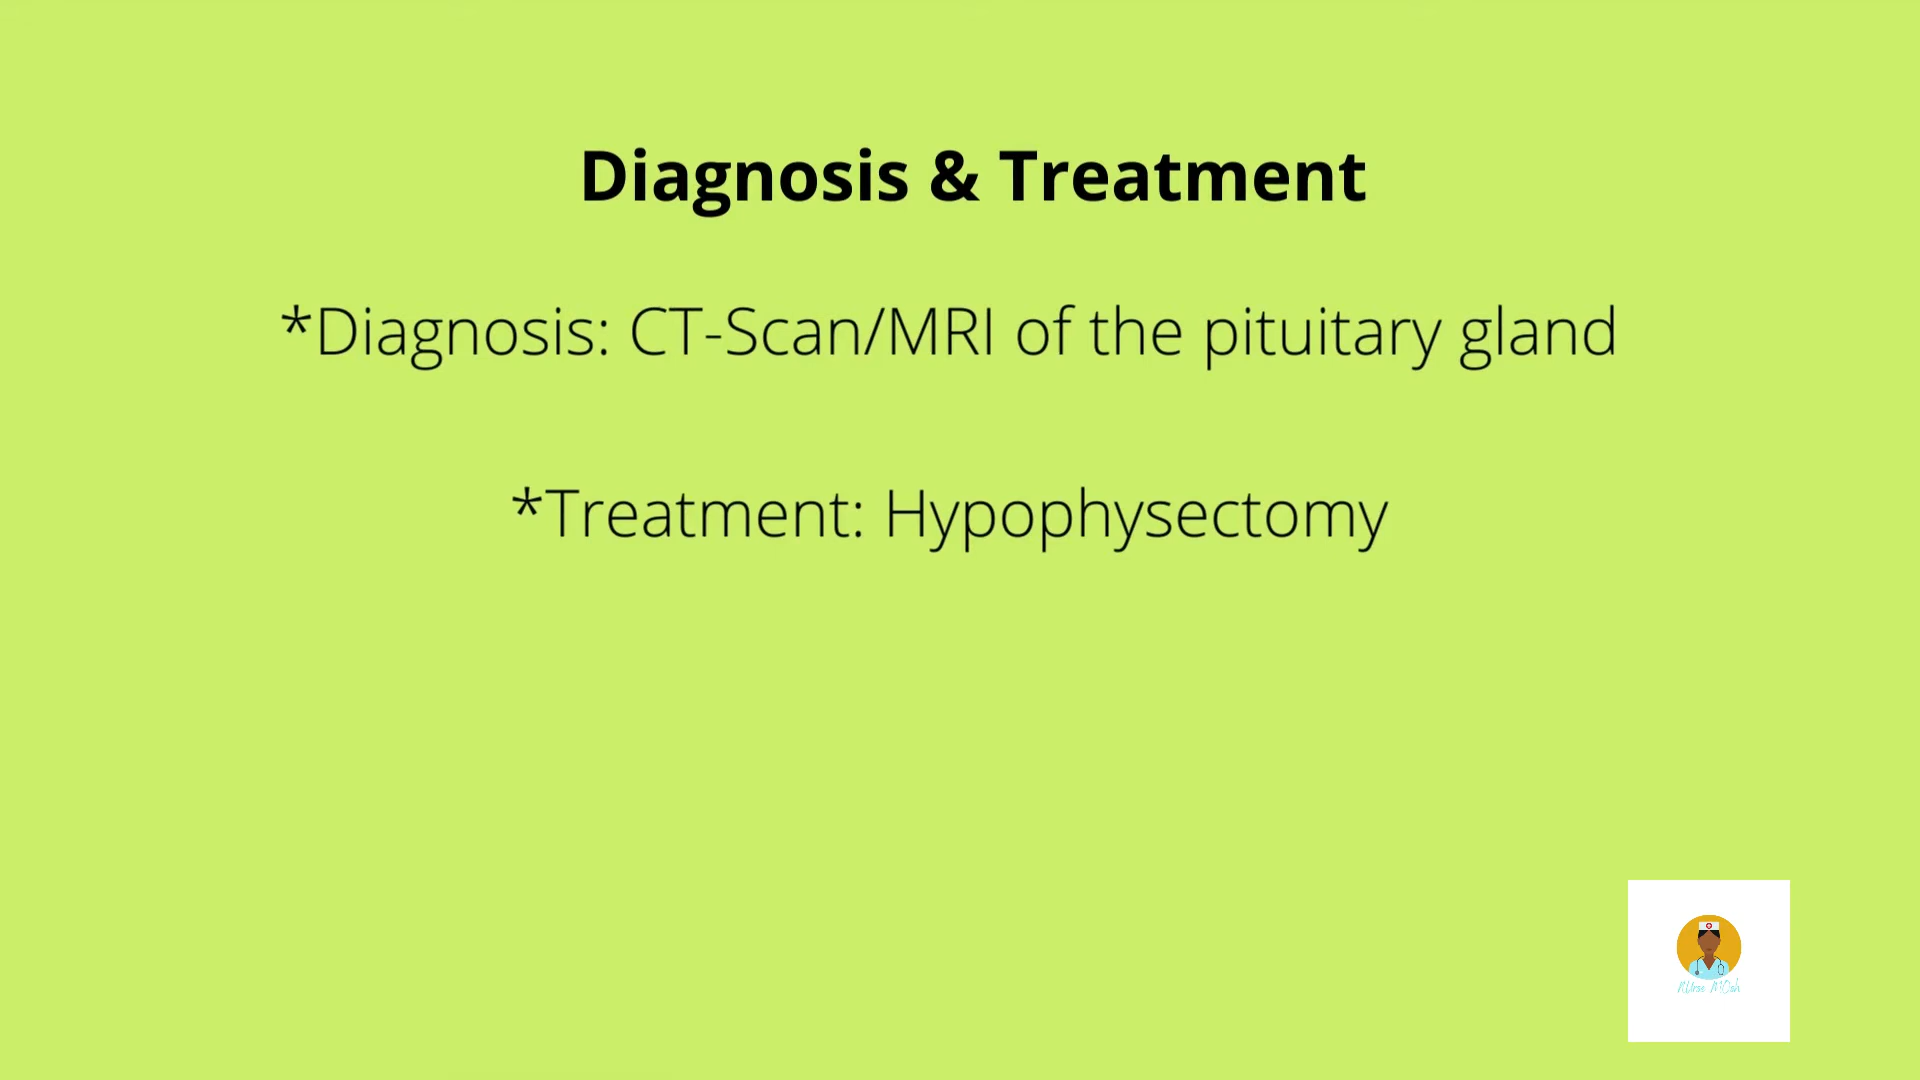 Diagnosis & Treatment
*Diagnosis: CT-Scan/MRI of the pituitary gland
*Treatment: Hypophysectomy